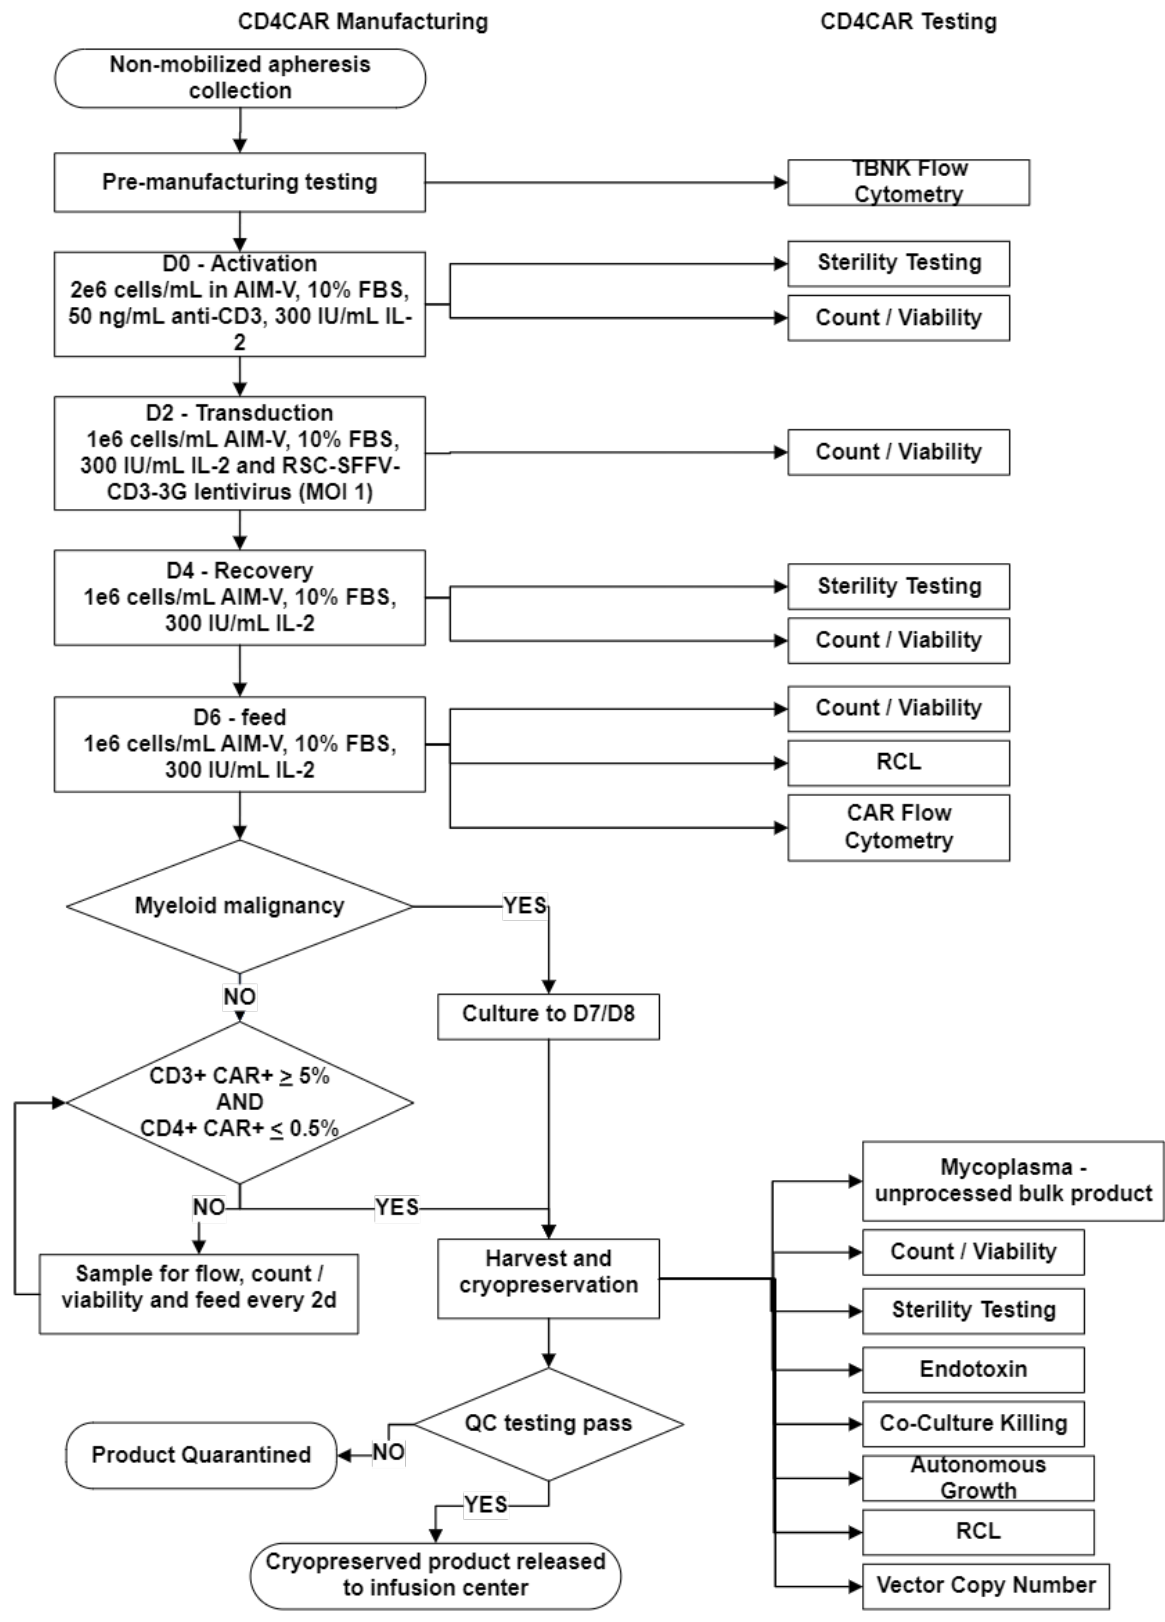 CD4CAR Manufacturing
CD4CAR Testing
Non-mobilized apheresis
collection
Pre-manufacturing testing
TBNK Flow
Cytometry
D0 - Activation
2e6 cells/mL in AIM-V, 10% FBS,
50 ng/mL anti-CD3, 300 IU/mL IL-
2
Sterility Testing
Count / Viability
D2 - Transduction
1e6 cells/mL AIM-V, 10% FBS,
300 IU/mL IL-2 and RSC-SFFV-
CD3-3G lentivirus (MOI 1)
Count / Viability
D4 - Recovery
1e6 cells/mL AIM-V, 10% FBS,
300 IU/mL IL-2
Sterility Testing
Count / Viability
D6 - feed
1e6 cells/mL AIM-V, 10% FBS,
300 IU/mL IL-2
Count / Viability
RCL
CAR Flow
Cytometry
Myeloid malignancy
YES
NO
Culture to D7/D8
CD3+ CAR+ ≥ 5%
AND
CD4+ CAR+ ≤ 0.5%
NO
YES
Sample for flow, count /
viability and feed every 2d
Harvest and
cryopreservation
Mycoplasma -
unprocessed bulk product
Count / Viability
Sterility Testing
Endotoxin
Co-Culture Killing
Autonomous
Growth
RCL
Vector Copy Number
QC testing pass
NO
Product Quarantined
YES
Cryopreserved product released
to infusion center